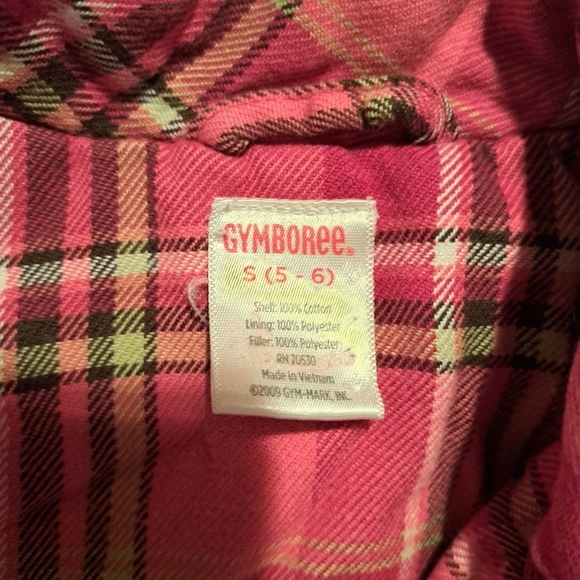 GYMBOREE®
S (5 - 6)
Shell: 100% Cotton
Lining: 100% Polyester
Filler: 100% Polyester
RN 70530
Made in Vietnam
©2009 GYM-MARK, INC.